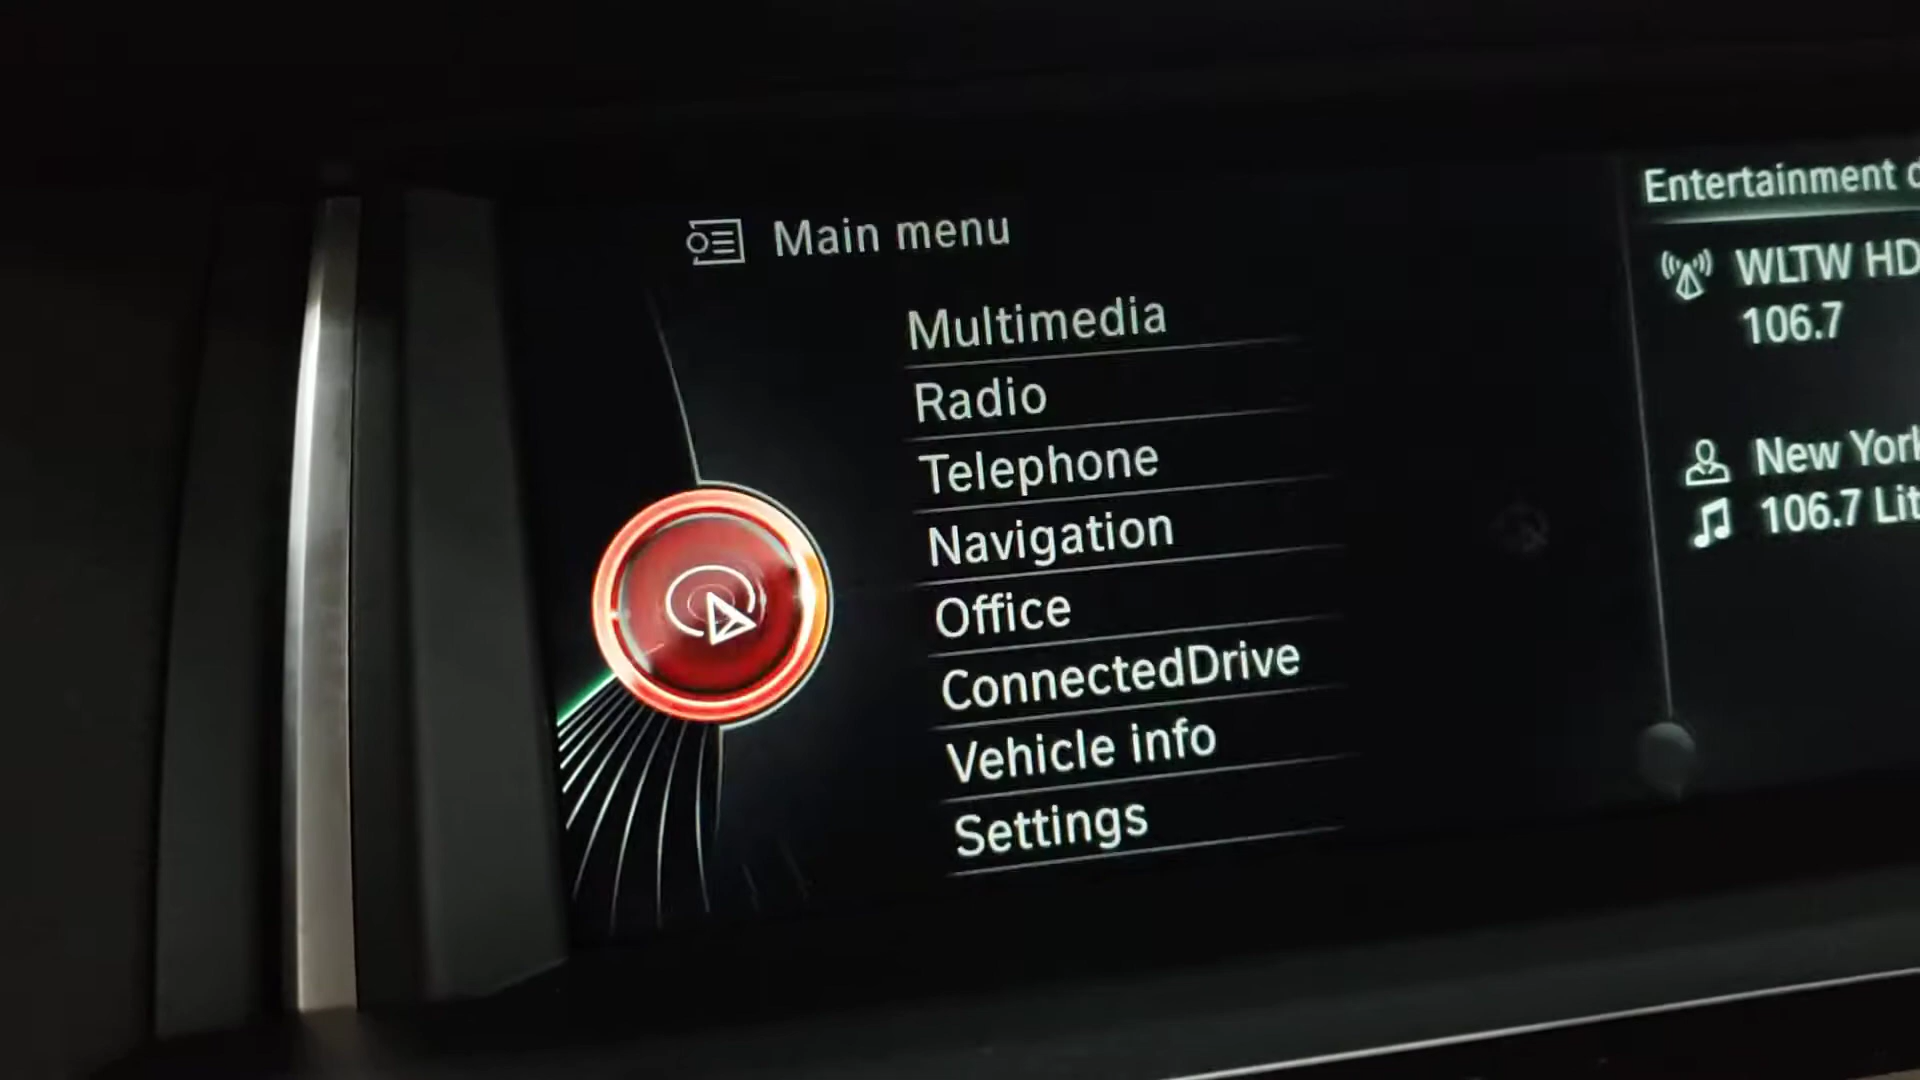 Main menu
Multimedia
Radio
Telephone
Navigation
Office
ConnectedDrive
Vehicle info
Settings
Entertainment
WLTW HD
106.7
New York
106.7